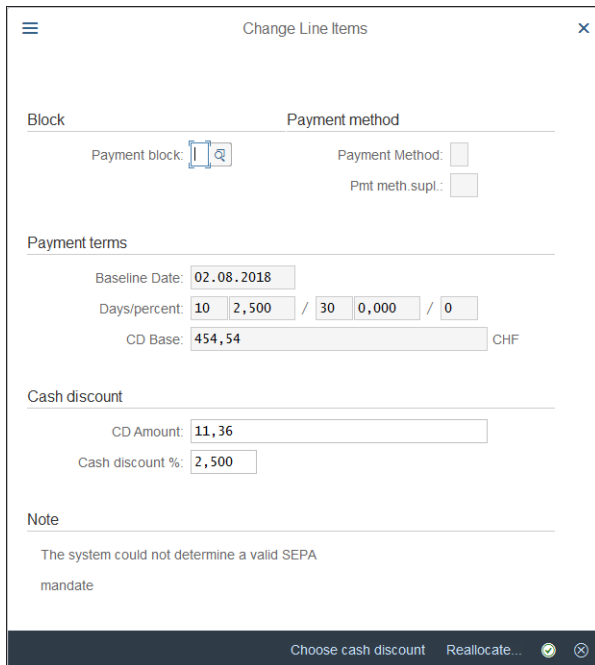 Change Line Items
Block
Payment method
Payment block:
Payment Method:
Pmt meth.supl.:
Payment terms
Baseline Date: 02.08.2018
Days/percent: 10 2,500 / 30 0,000 / 0
CD Base: 454,54 CHF
Cash discount
CD Amount: 11,36
Cash discount %: 2,500
Note
The system could not determine a valid SEPA
mandate
Choose cash discount Reallocate...